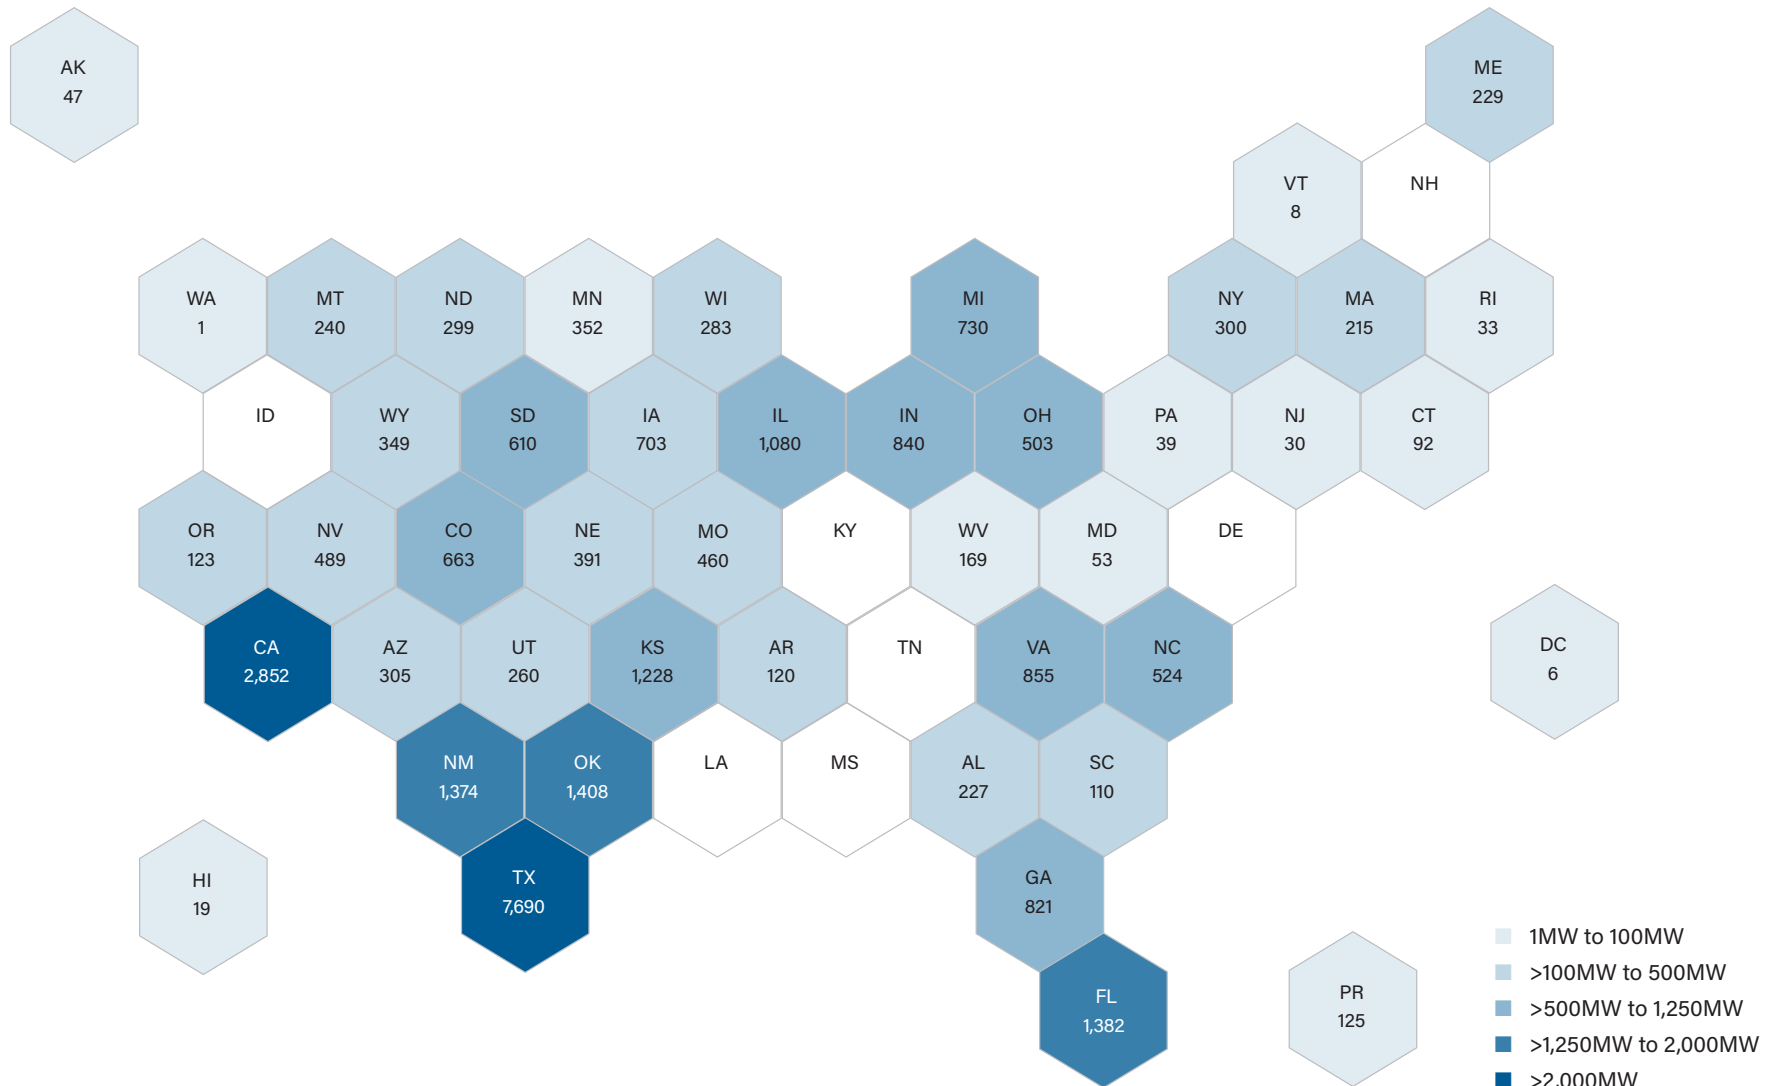 AK
47
ME
229
VT
8
NH
WA
1
MT
240
ND
299
MN
352
WI
283
MI
730
NY
300
MA
215
RI
33
ID
WY
349
SD
610
IA
703
IL
1,080
IN
840
OH
503
PA
39
NJ
30
CT
92
OR
123
NV
489
CO
663
NE
391
MO
460
KY
WV
169
MD
53
DE
CA
2,852
AZ
305
UT
260
KS
1,228
AR
120
TN
VA
855
NC
524
DC
6
NM
1,374
OK
1,408
LA
MS
AL
227
SC
110
HI
19
TX
7,690
GA
821
FL
1,382
PR
125
1MW to 100MW
>100MW to 500MW
>500MW to 1,250MW
>1,250MW to 2,000MW
>2,000MW